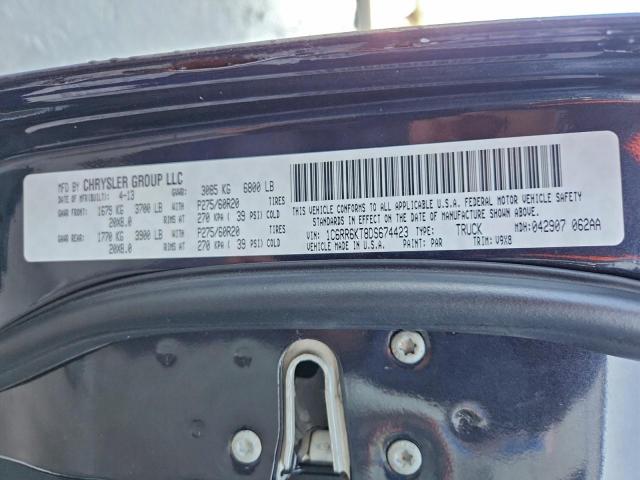 MFD BY CHRYSLER GROUP LLC
DATE OF MFR(BUILT): 4-13 GVWR: 3085 KG 6800 LB
GAWR FRONT: 1679 KG 3700 LB WITH P275/60R20 TIRES
20X8.0 RIMS AT 270 KPA ( 39 PSI) COLD
GAWR REAR: 1770 KG 3900 LB WITH P275/60R20 TIRES
20X8.0 RIMS AT 270 KPA ( 39 PSI) COLD
THIS VEHICLE CONFORMS TO ALL APPLICABLE U.S.A. FEDERAL MOTOR VEHICLE SAFETY
STANDARDS IN EFFECT ON THE DATE OF MANUFACTURE SHOWN ABOVE.
VIN: 1C6RR6KT8DS674423 TYPE: TRUCK MDH: 042907 062AA
MADE IN U.S.A. PAINT: PAR TRIM: V9X8